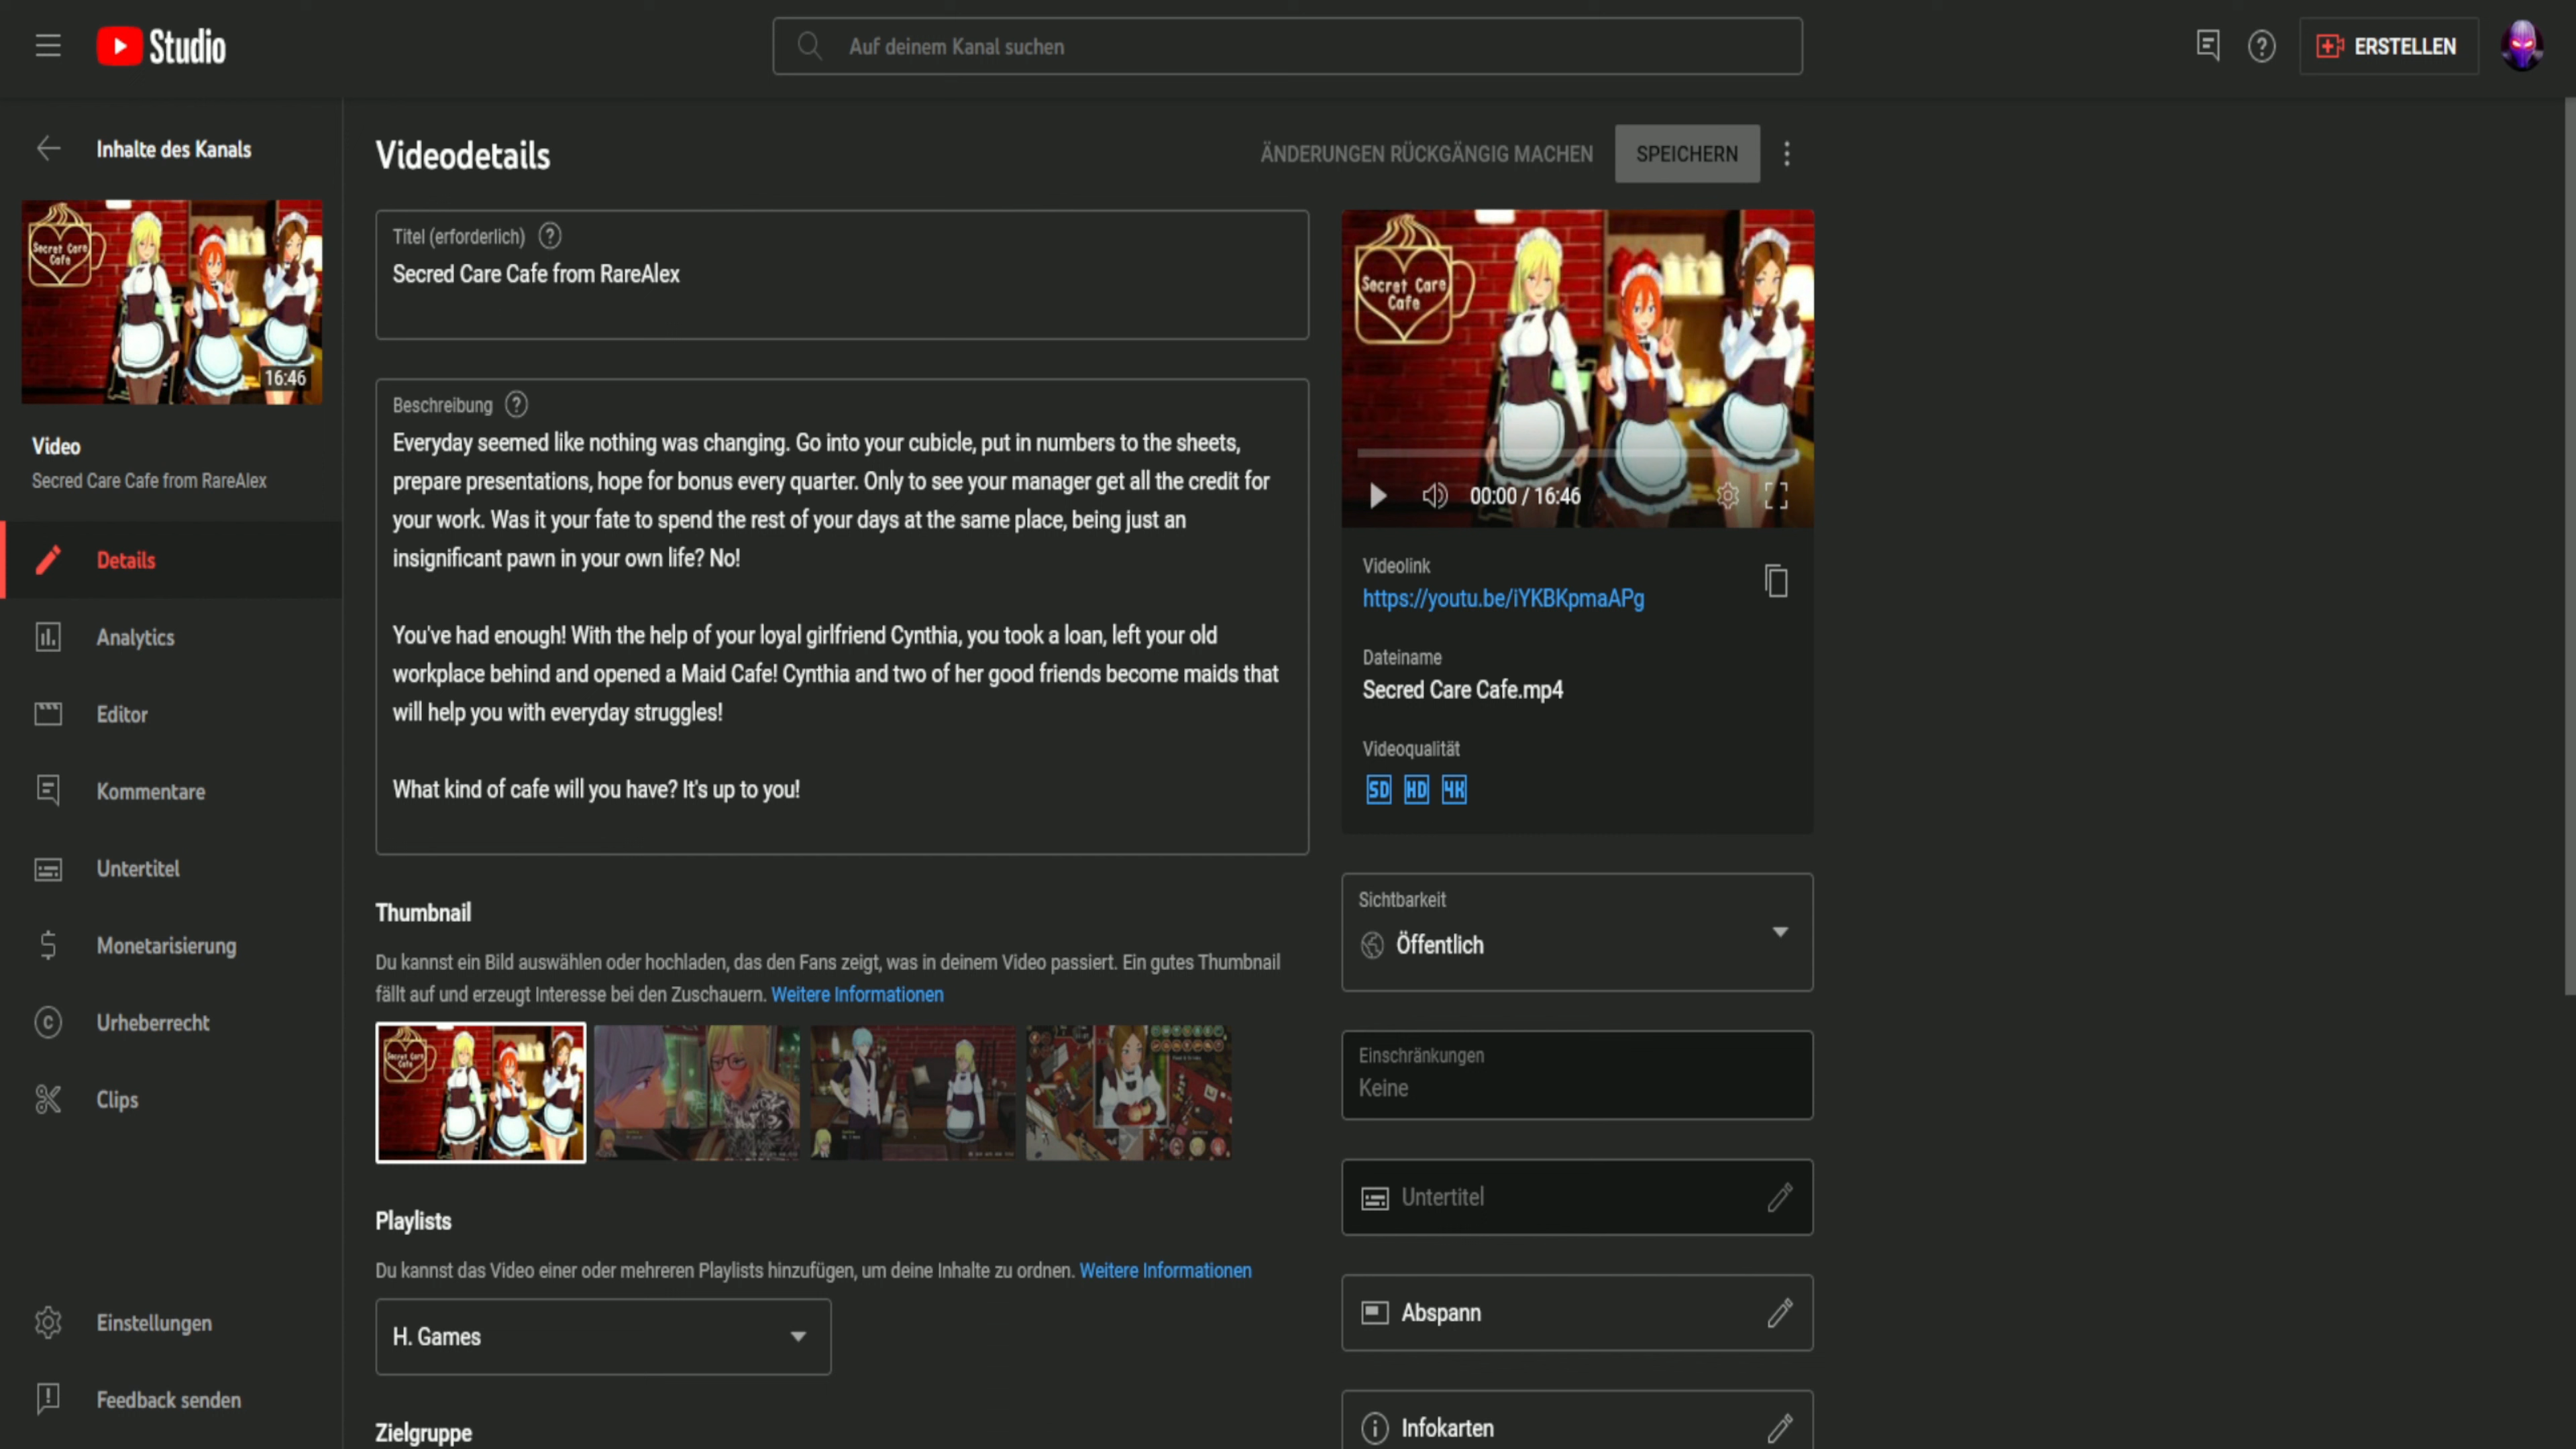 Studio
Auf deinem Kanal suchen
ERSTELLEN
Inhalte des Kanals
Secret Care
Cafe
16:46
Video
Secred Care Cafe from RareAlex
Details
Analytics
Editor
Kommentare
Untertitel
Monetarisierung
Urheberrecht
Clips
Einstellungen
Feedback senden
Videodetails
ÄNDERUNGEN RÜCKGÄNGIG MACHEN
SPEICHERN
Titel (erforderlich)
Secred Care Cafe from RareAlex
Beschreibung
Everyday seemed like nothing was changing. Go into your cubicle, put in numbers to the sheets,
prepare presentations, hope for bonus every quarter. Only to see your manager get all the credit for
your work. Was it your fate to spend the rest of your days at the same place, being just an
insignificant pawn in your own life? No!
You've had enough! With the help of your loyal girlfriend Cynthia, you took a loan, left your old
workplace behind and opened a Maid Cafe! Cynthia and two of her good friends become maids that
will help you with everyday struggles!
What kind of cafe will you have? It's up to you!
Thumbnail
Du kannst ein Bild auswählen oder hochladen, das den Fans zeigt, was in deinem Video passiert. Ein gutes Thumbnail
fällt auf und erzeugt Interesse bei den Zuschauern. Weitere Informationen
Secret Care
Cafe
Playlists
Du kannst das Video einer oder mehreren Playlists hinzufügen, um deine Inhalte zu ordnen. Weitere Informationen
H. Games
Zielgruppe
Secret Care
Cafe
00:00 / 16:46
Videolink
https://youtu.be/iYKBKpmaAPg
Dateiname
Secred Care Cafe.mp4
Videoqualität
SD HD 4K
Sichtbarkeit
Öffentlich
Einschränkungen
Keine
Untertitel
Abspann
Infokarten